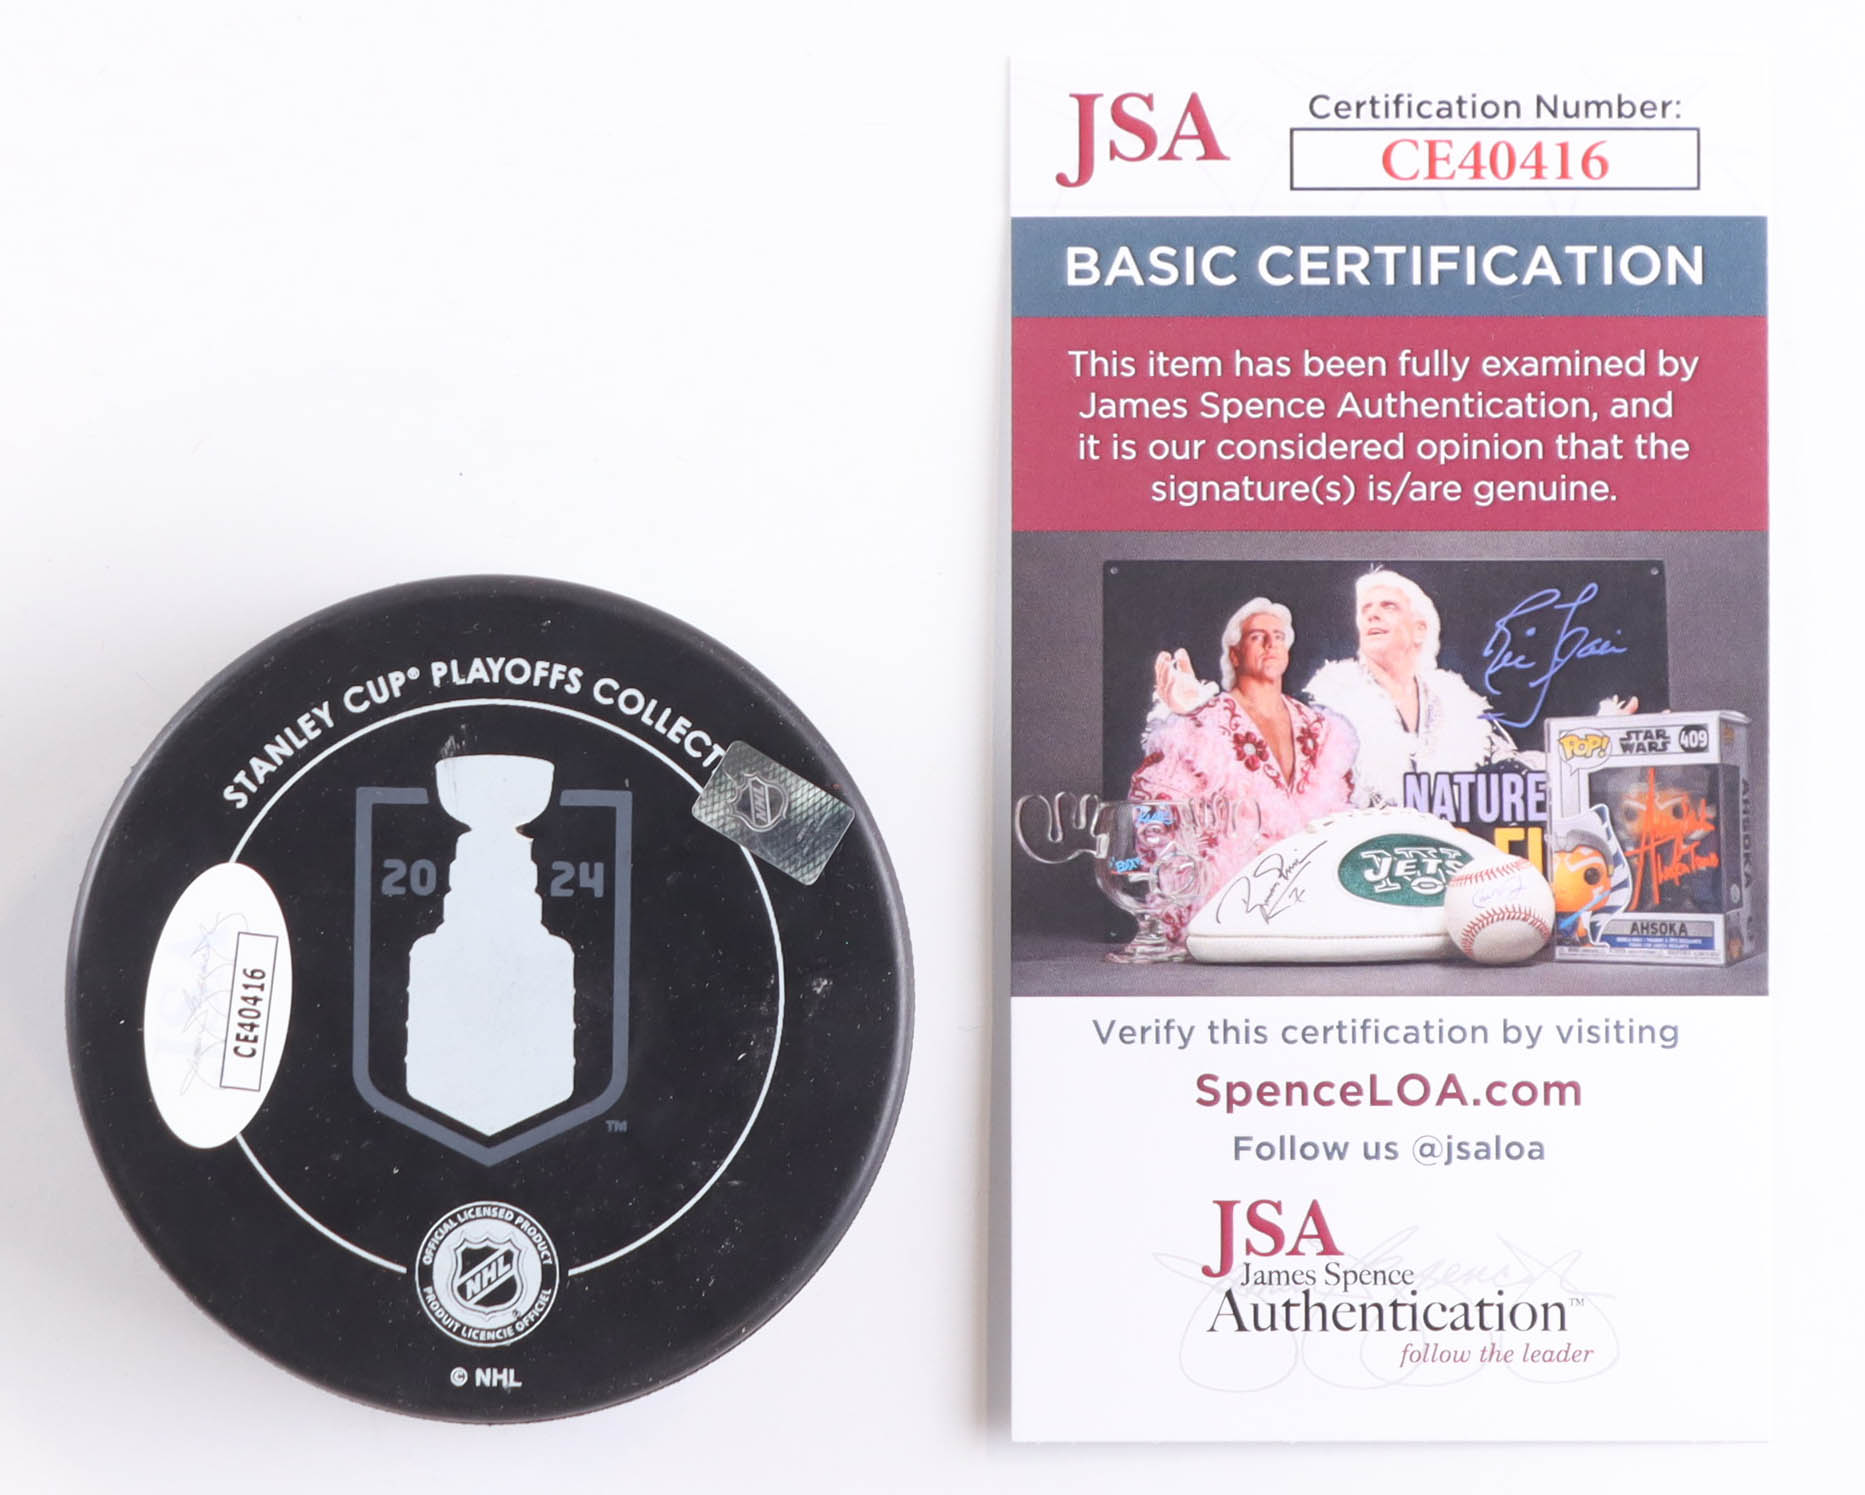 STANLEY CUP® PLAYOFFS COLLECT
20 24
TM
CE40416
NHL
OFFICIAL LICENSED PRODUCT
NHL
PRODUIT LICENCIE OFFICIEL
© NHL
JSA
Certification Number:
CE40416
BASIC CERTIFICATION
This item has been fully examined by
James Spence Authentication, and
it is our considered opinion that the
signature(s) is/are genuine.
NATURE
POP! STAR WARS 409
JETS
AHSOKA
AHSOKA
Verify this certification by visiting
SpenceLOA.com
Follow us @jsaloa
JSA
James Spence
Authentication™
follow the leader